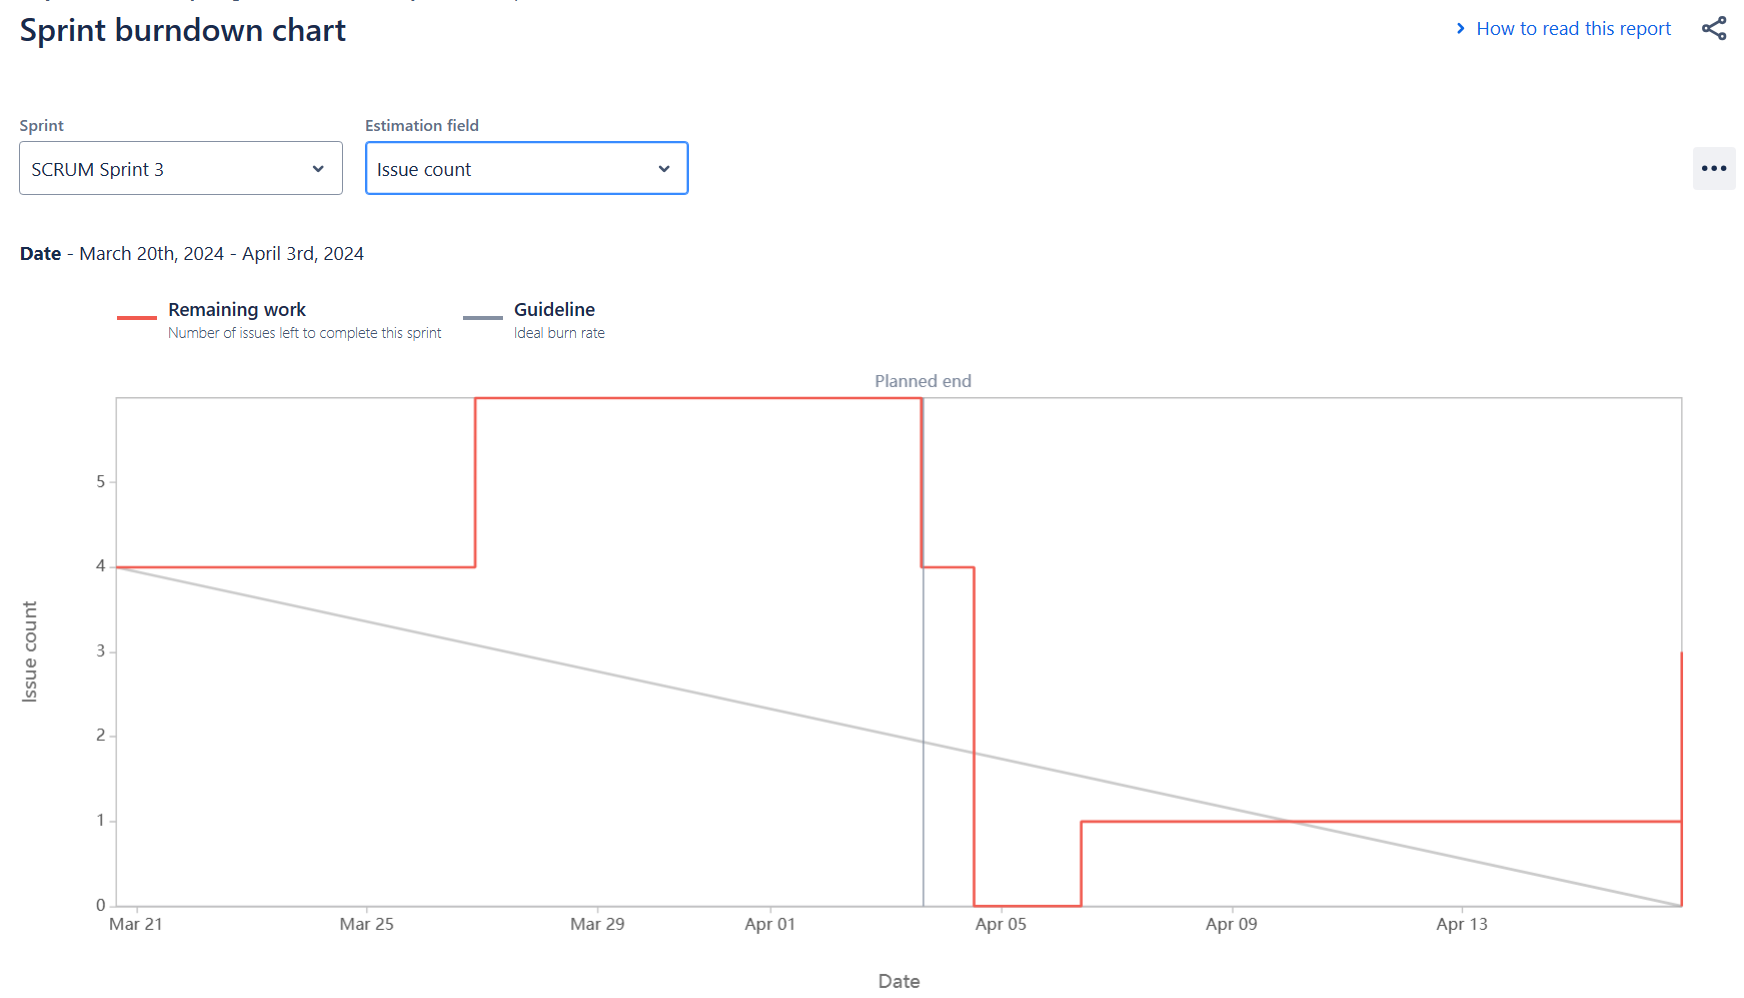 Sprint burndown chart
How to read this report
Sprint
Estimation field
SCRUM Sprint 3
Issue count
Date - March 20th, 2024 - April 3rd, 2024
Remaining work
Number of issues left to complete this sprint
Guideline
Ideal burn rate
Planned end
5
4
3
2
1
0
Issue count
Mar 21
Mar 25
Mar 29
Apr 01
Apr 05
Apr 09
Apr 13
Date